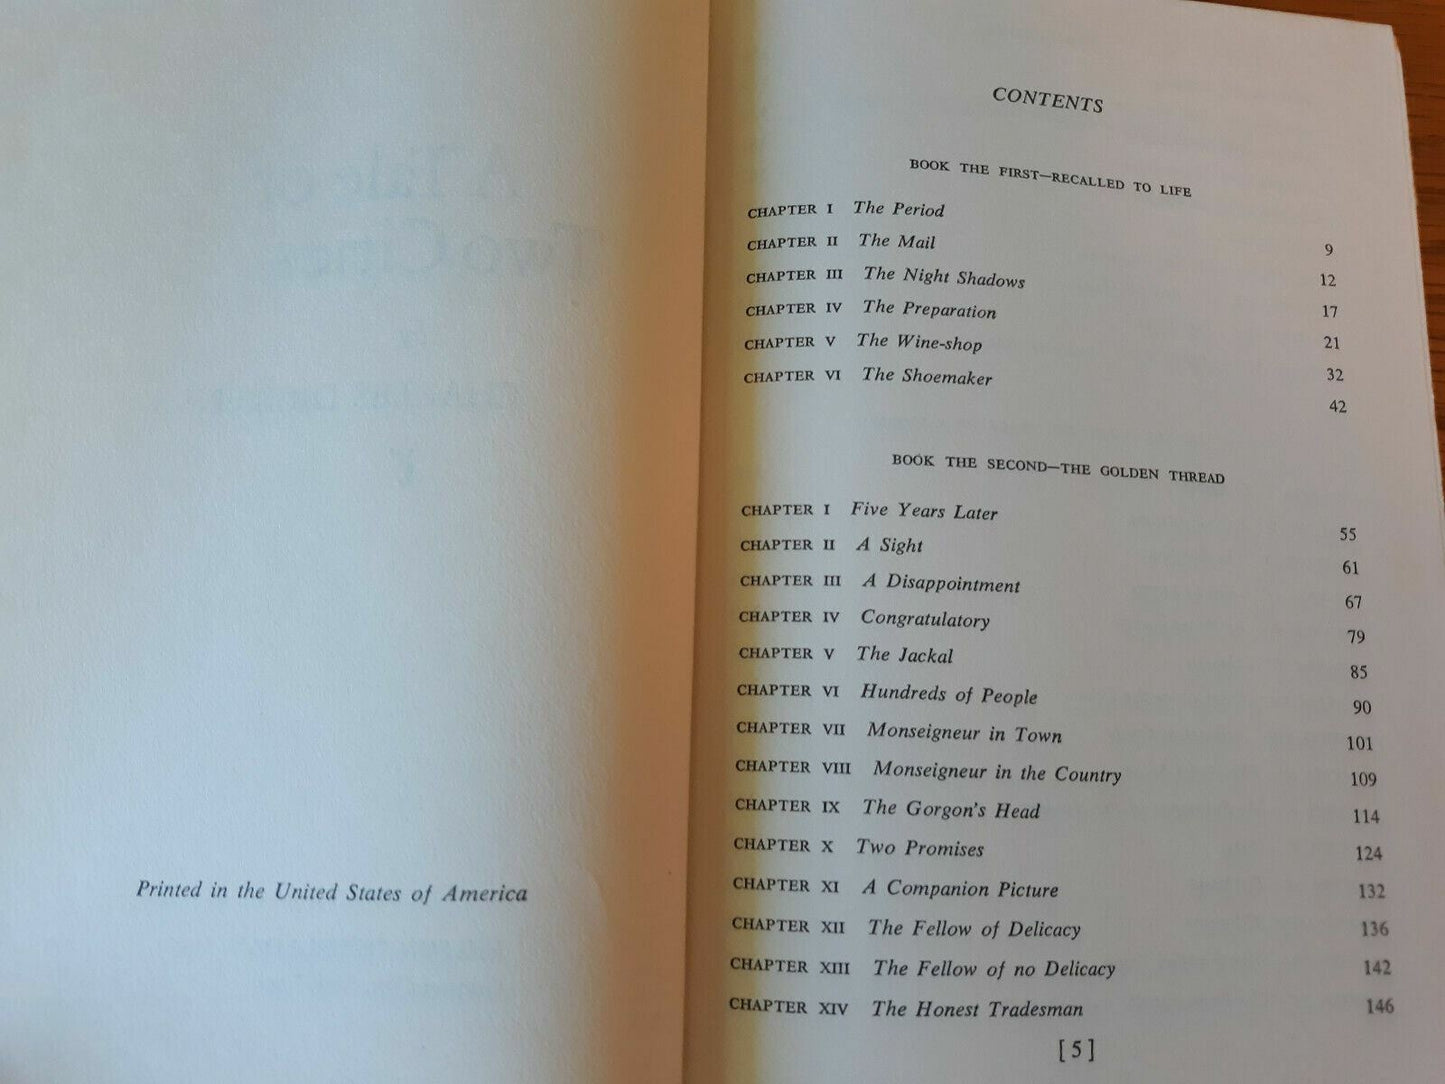 Printed in the United States of America
CONTENTS
BOOK THE FIRST—RECALLED TO LIFE
CHAPTER I The Period 9
CHAPTER II The Mail 12
CHAPTER III The Night Shadows 17
CHAPTER IV The Preparation 21
CHAPTER V The Wine-shop 32
CHAPTER VI The Shoemaker 42
BOOK THE SECOND—THE GOLDEN THREAD
CHAPTER I Five Years Later 55
CHAPTER II A Sight 61
CHAPTER III A Disappointment 67
CHAPTER IV Congratulatory 79
CHAPTER V The Jackal 85
CHAPTER VI Hundreds of People 90
CHAPTER VII Monseigneur in Town 101
CHAPTER VIII Monseigneur in the Country 109
CHAPTER IX The Gorgon's Head 114
CHAPTER X Two Promises 124
CHAPTER XI A Companion Picture 132
CHAPTER XII The Fellow of Delicacy 136
CHAPTER XIII The Fellow of no Delicacy 142
CHAPTER XIV The Honest Tradesman 146
[ 5 ]